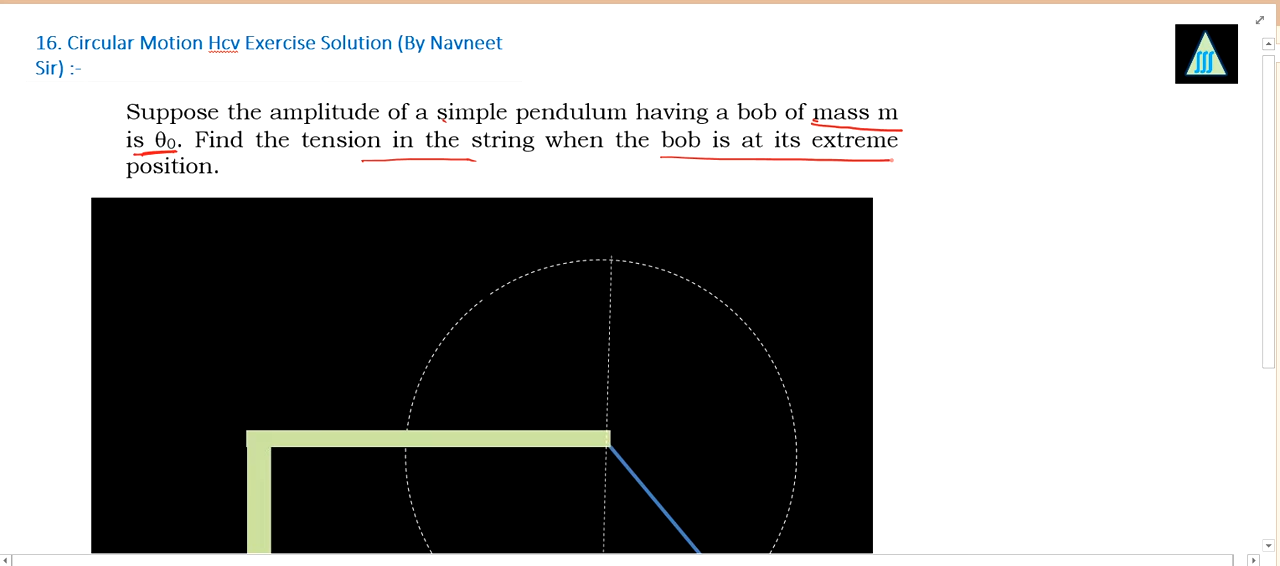 16. Circular Motion Hcv Exercise Solution (By Navneet
Sir) :-
Suppose the amplitude of a simple pendulum having a bob of mass m
is θ₀. Find the tension in the string when the bob is at its extreme
position.